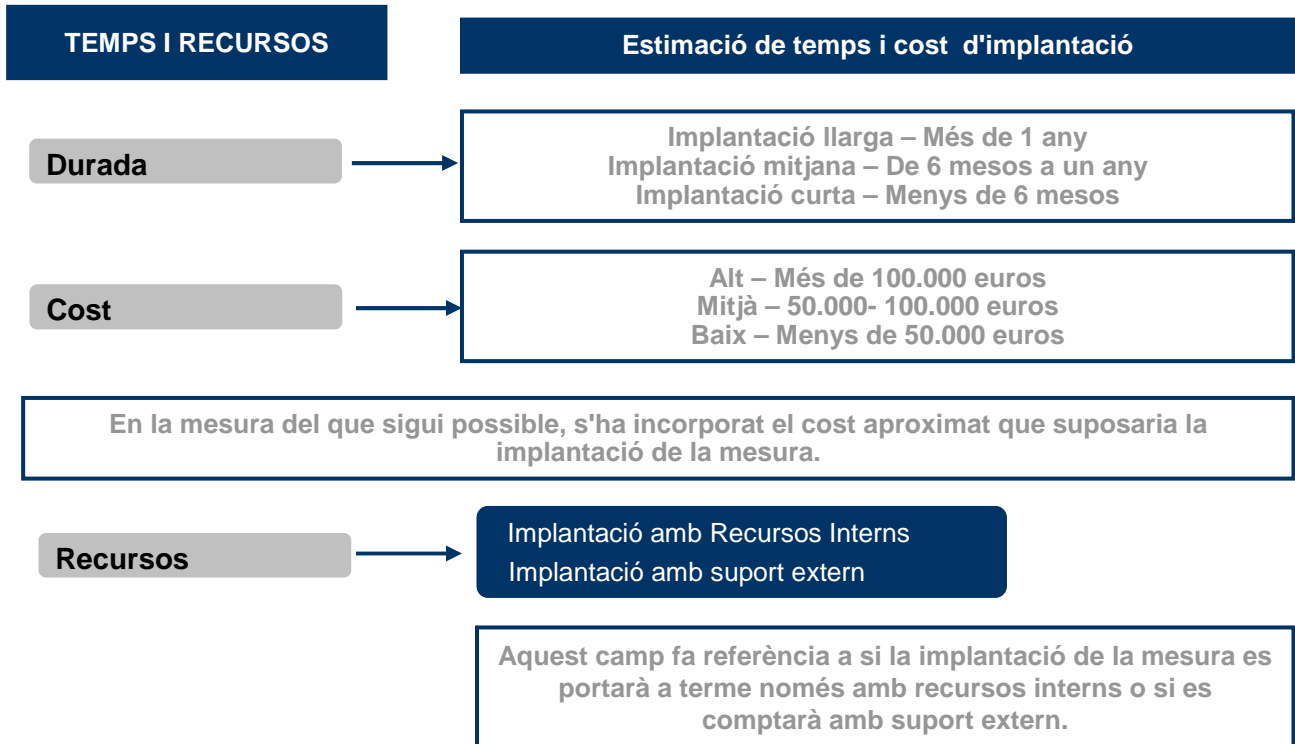 TEMPS I RECURSOS
Estimació de temps i cost d'implantació
Durada
Implantació llarga – Més de 1 any
Implantació mitjana – De 6 mesos a un any
Implantació curta – Menys de 6 mesos
Cost
Alt – Més de 100.000 euros
Mitjà – 50.000- 100.000 euros
Baix – Menys de 50.000 euros
En la mesura del que sigui possible, s'ha incorporat el cost aproximat que suposaria la
implantació de la mesura.
Recursos
Implantació amb Recursos Interns
Implantació amb suport extern
Aquest camp fa referència a si la implantació de la mesura es
portarà a terme només amb recursos interns o si es
comptarà amb suport extern.